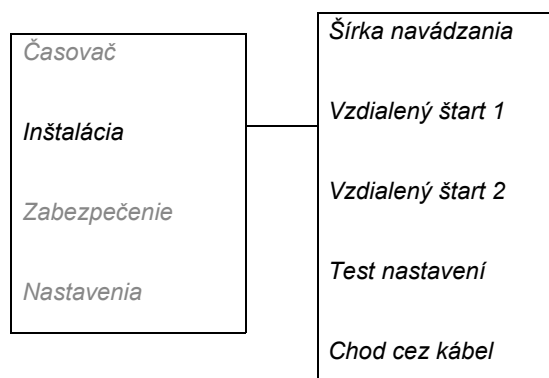 Časovač
Inštalácia
Zabezpečenie
Nastavenia
Šírka navádzania
Vzdialený štart 1
Vzdialený štart 2
Test nastavení
Chod cez kábel